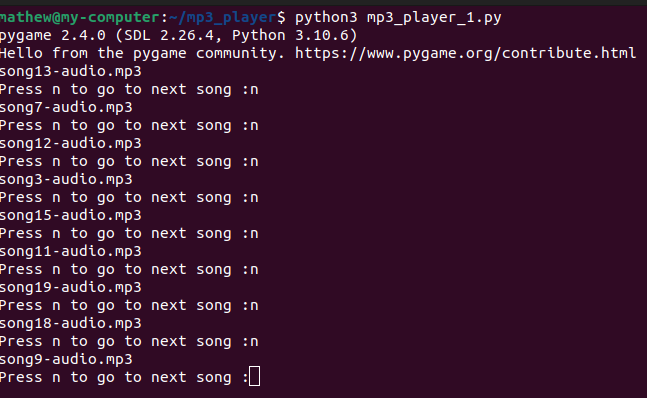 mathew@my-computer:~/mp3_player$ python3 mp3_player_1.py
pygame 2.4.0 (SDL 2.26.4, Python 3.10.6)
Hello from the pygame community. https://www.pygame.org/contribute.html
song13-audio.mp3
Press n to go to next song :n
song7-audio.mp3
Press n to go to next song :n
song12-audio.mp3
Press n to go to next song :n
song3-audio.mp3
Press n to go to next song :n
song15-audio.mp3
Press n to go to next song :n
song11-audio.mp3
Press n to go to next song :n
song19-audio.mp3
Press n to go to next song :n
song18-audio.mp3
Press n to go to next song :n
song9-audio.mp3
Press n to go to next song :